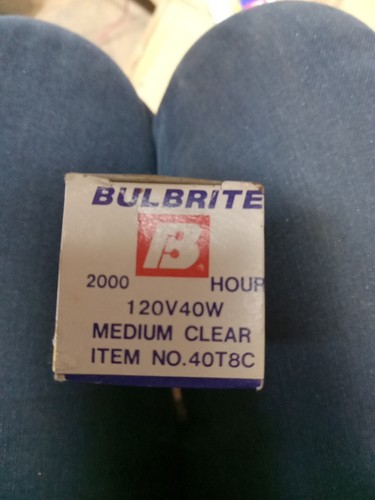 BULBRITE
B
2000 HOUR
120V40W
MEDIUM CLEAR
ITEM NO.40T8C